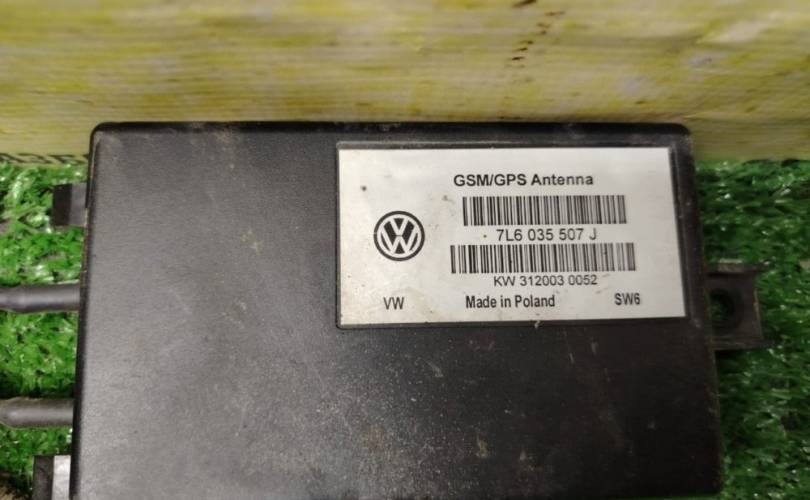 GSM/GPS Antenna
7L6 035 507 J
KW 312003 0052
VW Made in Poland SW6